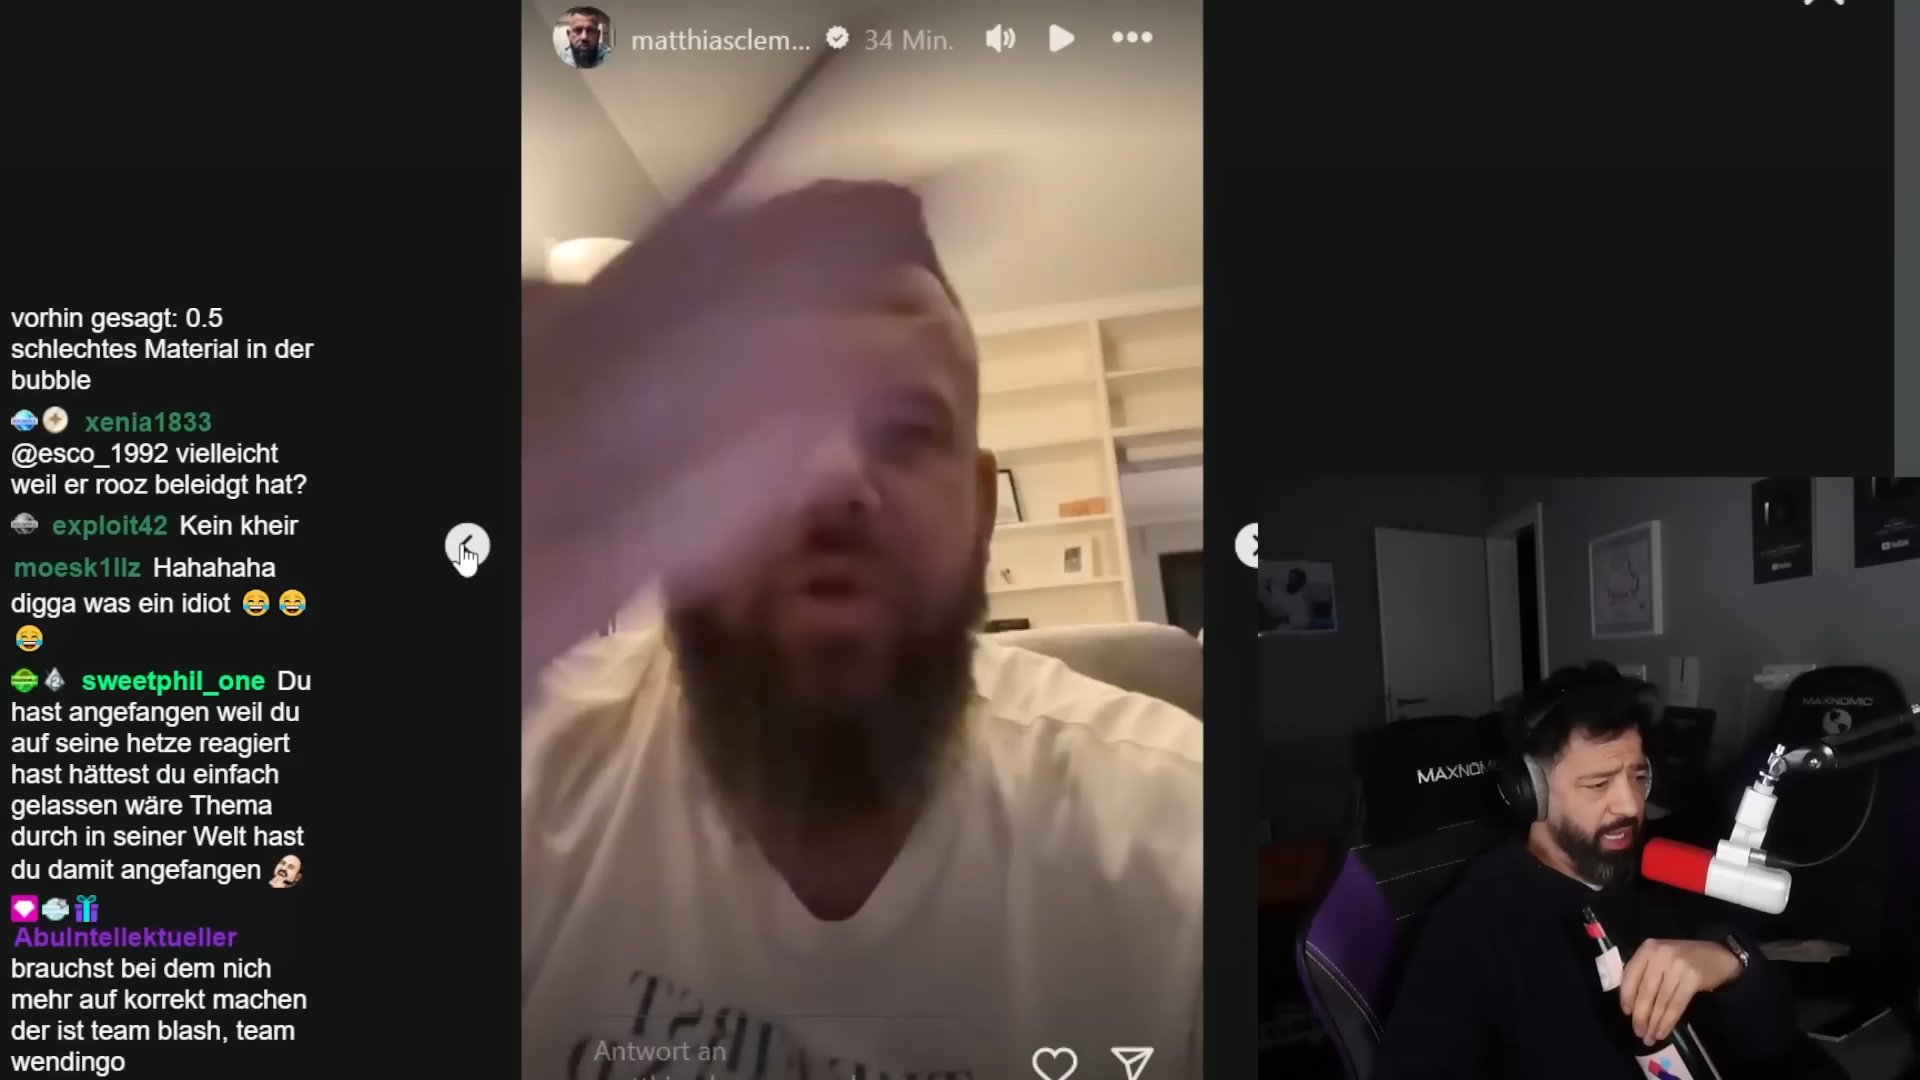 matthiasclem... 34 Min.
vorhin gesagt: 0.5
schlechtes Material in der
bubble
xenia1833
@esco_1992 vielleicht
weil er rooz beleidgt hat?
exploit42 Kein kheir
moesk1llz Hahahaha
digga was ein idiot 😂 😂
😂
sweetphil_one Du
hast angefangen weil du
auf seine hetze reagiert
hast hättest du einfach
gelassen wäre Thema
durch in seiner Welt hast
du damit angefangen
AbuIntellektueller
brauchst bei dem nich
mehr auf korrekt machen
der ist team blash, team
wendingo
Antwort an
MAXNOMIC